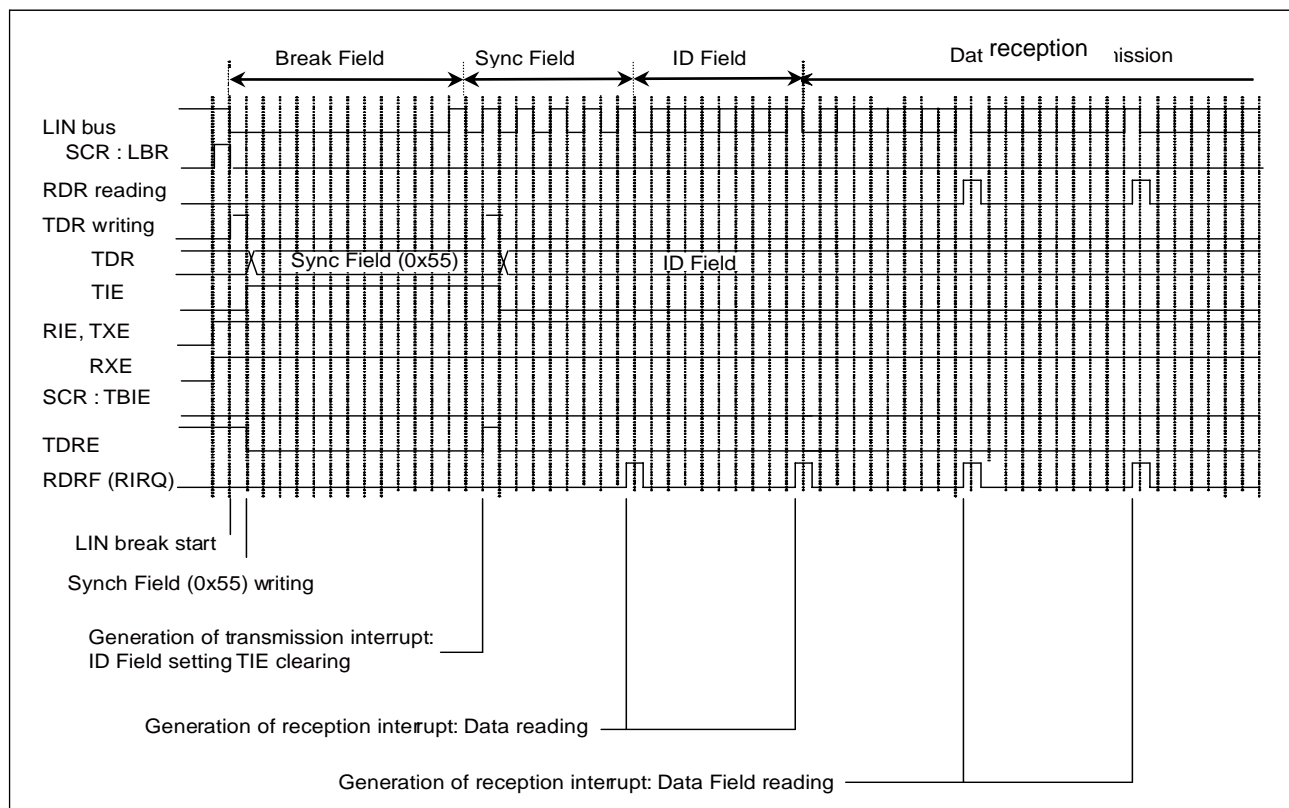 Break Field Sync Field ID Field Dat reception ission
LIN bus
SCR : LBR
RDR reading
TDR writing
TDR Sync Field (0x55) ID Field
TIE
RIE, TXE
RXE
SCR : TBIE
TDRE
RDRF (RIRQ)
LIN break start
Synch Field (0x55) writing
Generation of transmission interrupt:
ID Field setting TIE clearing
Generation of reception interrupt: Data reading
Generation of reception interrupt: Data Field reading